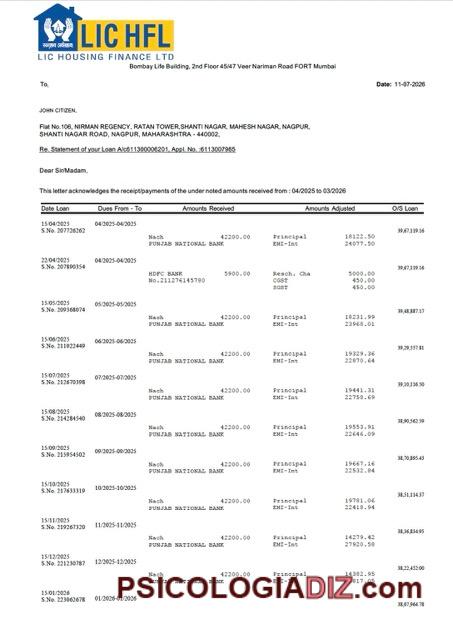 LIC HFL
LIC HOUSING FINANCE LTD
Bombay Life Building, 2nd Floor 45/47 Veer Nariman Road FORT Mumbai
To, Date: 11-07-2026
JOHN CITIZEN,
Flat No.106, NIRMAN REGENCY, RATAN TOWER,SHANTI NAGAR, MAHESH NAGAR, NAGPUR,
SHANTI NAGAR ROAD, NAGPUR, MAHARASHTRA - 440002,
Re. Statement of your Loan A/c611300006201, Appl. No. :6113007965
Dear Sir/Madam,
This letter acknowledges the receipt/payments of the under noted amounts received from : 04/2025 to 03/2026
Date Loan Dues From - To Amounts Received Amounts Adjusted O/S Loan
15/04/2025 04/2025-04/2025 39,67,119.16
S.No. 207726262
Nach 42200.00 Principal 18122.50
PUNJAB NATIONAL BANK EMI-Int 24077.50
22/04/2025 04/2025-04/2025 39,67,119.16
S.No. 207890354
HDFC BANK 5900.00 Resch. Cha 5000.00
No.211276145790 CGST 450.00
SGST 450.00
15/05/2025 05/2025-05/2025 39,48,887.17
S.No. 209568074
Nach 42200.00 Principal 18231.99
PUNJAB NATIONAL BANK EMI-Int 23968.01
15/06/2025 06/2025-06/2025 39,29,557.81
S.No. 211022449
Nach 42200.00 Principal 19329.36
PUNJAB NATIONAL BANK EMI-Int 22870.64
15/07/2025 07/2025-07/2025 39,10,116.50
S.No. 212670398
Nach 42200.00 Principal 19441.31
PUNJAB NATIONAL BANK EMI-Int 22758.69
15/08/2025 08/2025-08/2025 38,90,562.59
S.No. 214284540
Nach 42200.00 Principal 19553.91
PUNJAB NATIONAL BANK EMI-Int 22646.09
15/09/2025 09/2025-09/2025 38,70,895.43
S.No. 215954502
Nach 42200.00 Principal 19667.16
PUNJAB NATIONAL BANK EMI-Int 22532.84
15/10/2025 10/2025-10/2025 38,51,114.37
S.No. 217633319
Nach 42200.00 Principal 19781.06
PUNJAB NATIONAL BANK EMI-Int 22418.94
15/11/2025 11/2025-11/2025 38,36,834.95
S.No. 219267320
Nach 42200.00 Principal 14279.42
PUNJAB NATIONAL BANK EMI-Int 27920.58
15/12/2025 12/2025-12/2025 38,22,452.00
S.No. 221230787
Nach 42200.00 Principal 14382.95
PUNJAB NATIONAL BANK
15/01/2026 01/2026-01/2026 38,07,964.78
S.No. 223062678
PSICOLOGIADIZ.com